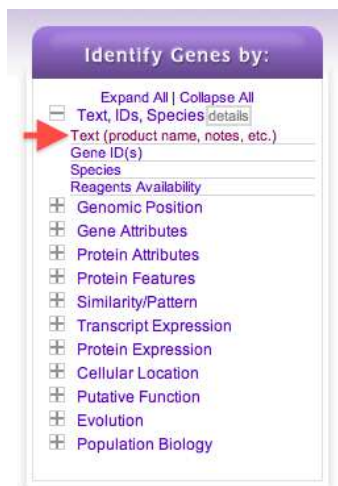 Identify Genes by:
Expand All | Collapse All
Text, IDs, Species details
Text (product name, notes, etc.)
Gene ID(s)
Species
Reagents Availability
Genomic Position
Gene Attributes
Protein Attributes
Protein Features
Similarity/Pattern
Transcript Expression
Protein Expression
Cellular Location
Putative Function
Evolution
Population Biology